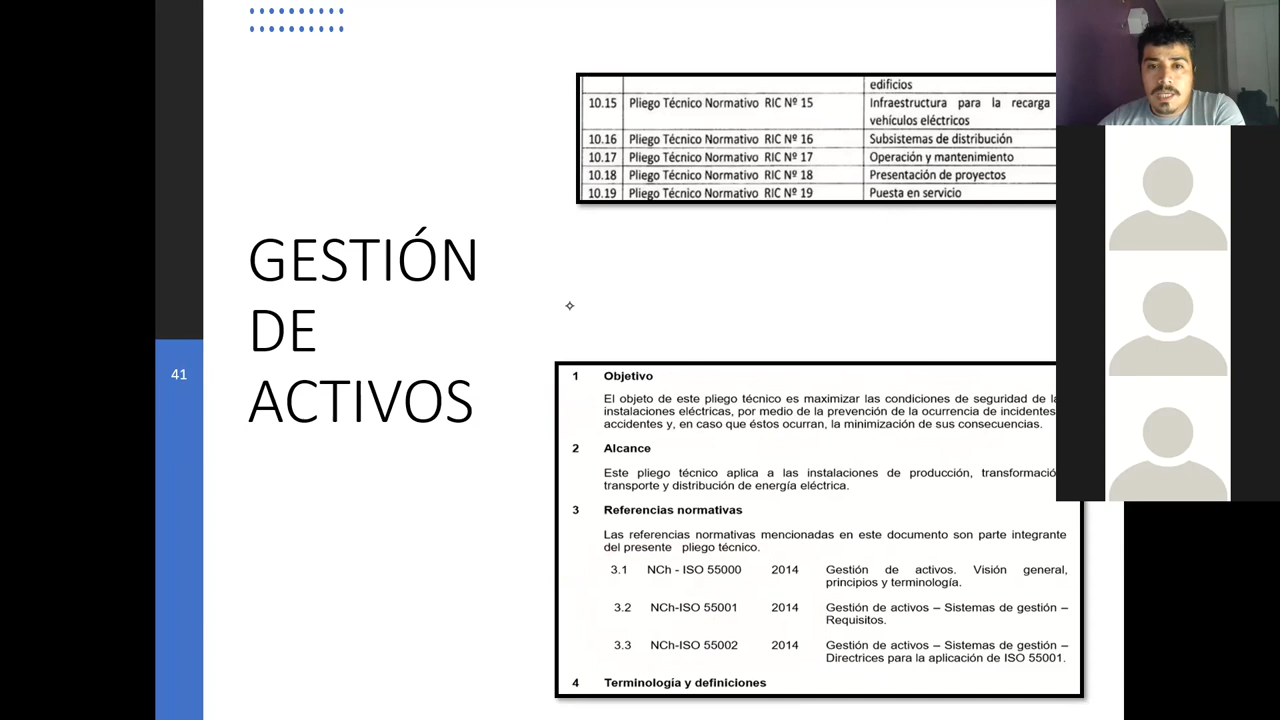 edificios
10.15 Pliego Técnico Normativo RIC Nº 15 Infraestructura para la recarga
vehículos eléctricos
10.16 Pliego Técnico Normativo RIC Nº 16 Subsistemas de distribución
10.17 Pliego Técnico Normativo RIC Nº 17 Operación y mantenimiento
10.18 Pliego Técnico Normativo RIC Nº 18 Presentación de proyectos
10.19 Pliego Técnico Normativo RIC Nº 19 Puesta en servicio
GESTIÓN
DE
ACTIVOS
41
1 Objetivo
El objeto de este pliego técnico es maximizar las condiciones de seguridad de
instalaciones eléctricas, por medio de la prevención de la ocurrencia de incidentes
accidentes y, en caso que éstos ocurran, la minimización de sus consecuencias.
2 Alcance
Este pliego técnico aplica a las instalaciones de producción, transformació
transporte y distribución de energía eléctrica.
3 Referencias normativas
Las referencias normativas mencionadas en este documento son parte integrante
del presente pliego técnico.
3.1 NCh - ISO 55000 2014 Gestión de activos. Visión general,
principios y terminología.
3.2 NCh-ISO 55001 2014 Gestión de activos – Sistemas de gestión –
Requisitos.
3.3 NCh-ISO 55002 2014 Gestión de activos – Sistemas de gestión –
Directrices para la aplicación de ISO 55001.
4 Terminología y definiciones